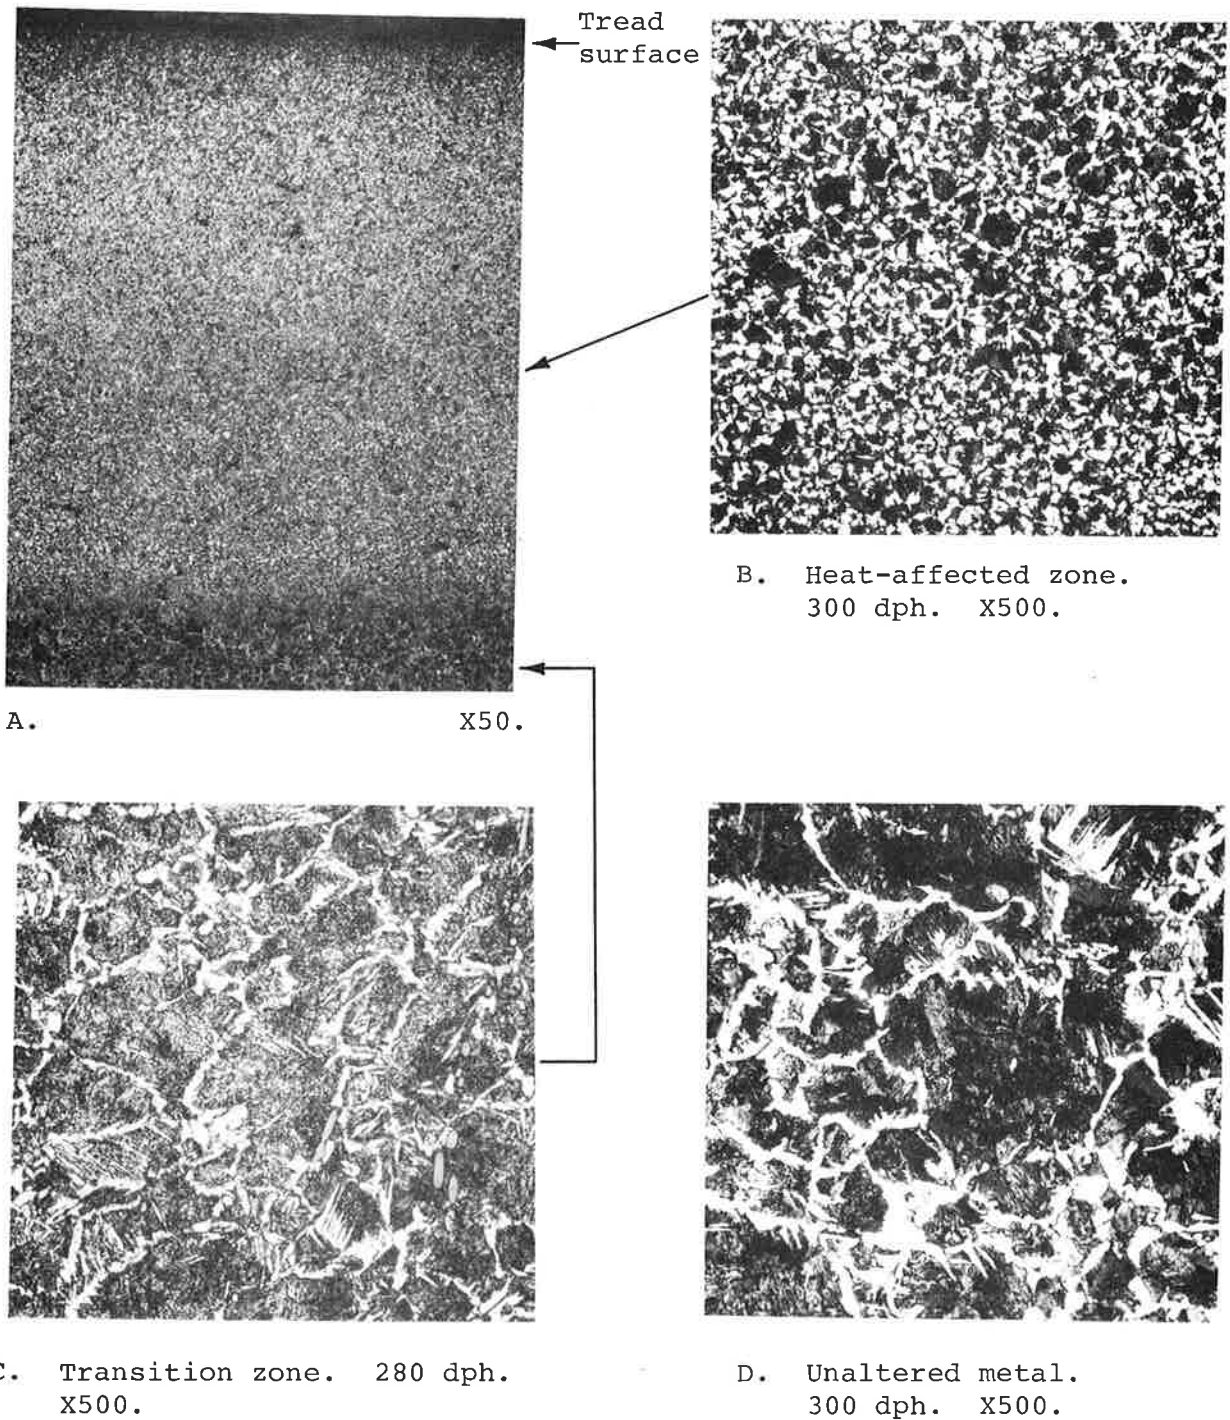 Tread
surface
B. Heat-affected zone.
300 dph. X500.
A. X50.
C. Transition zone. 280 dph.
X500.
D. Unaltered metal.
300 dph. X500.